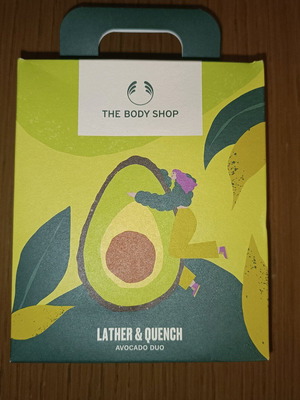 THE BODY SHOP
LATHER & QUENCH
AVOCADO DUO